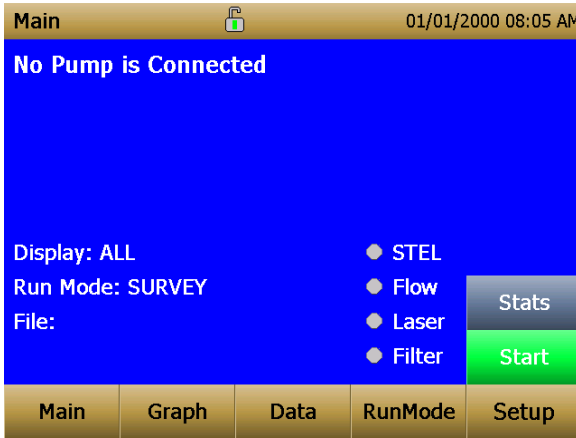 Main 01/01/2000 08:05 AM
No Pump is Connected
Display: ALL
STEL
Run Mode: SURVEY
Flow
File:
Laser
Filter
Stats
Start
Main Graph Data RunMode Setup